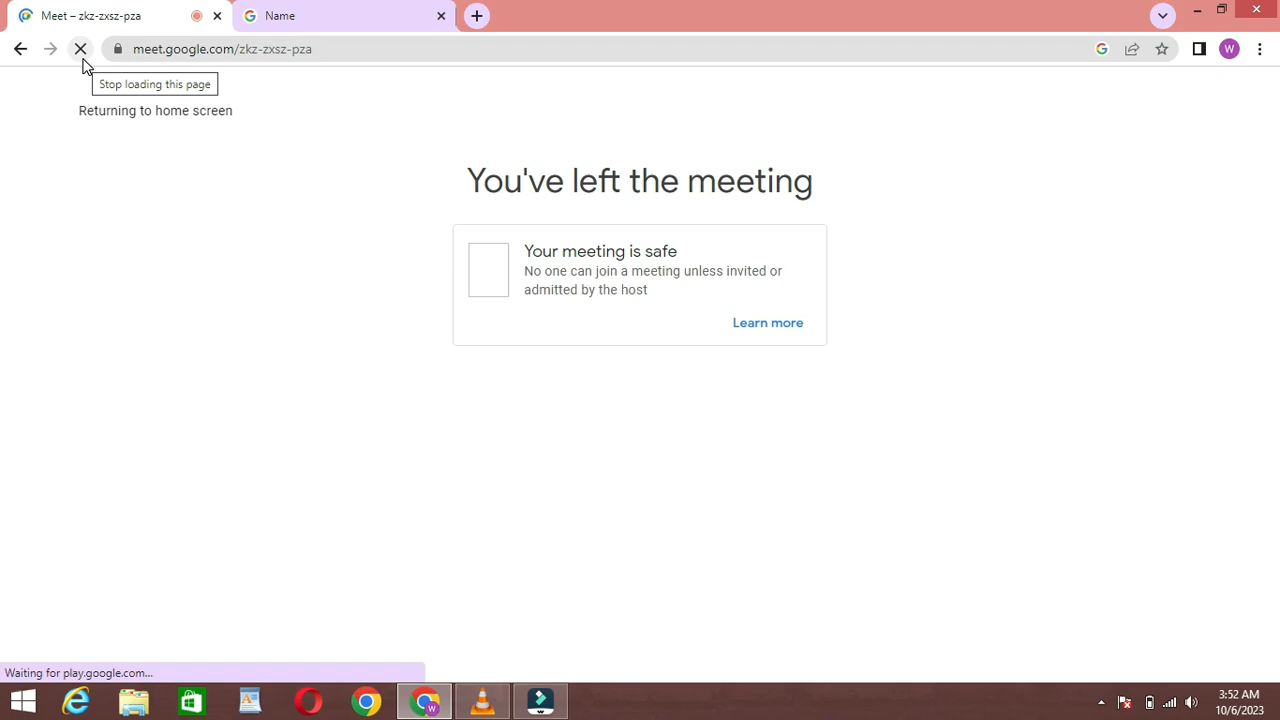 Meet – zkz-zxsz-pza
Name
meet.google.com/zkz-zxsz-pza
W
Stop loading this page
Returning to home screen
You've left the meeting
Your meeting is safe
No one can join a meeting unless invited or
admitted by the host
Learn more
Waiting for play.google.com...
W
3:52 AM
10/6/2023